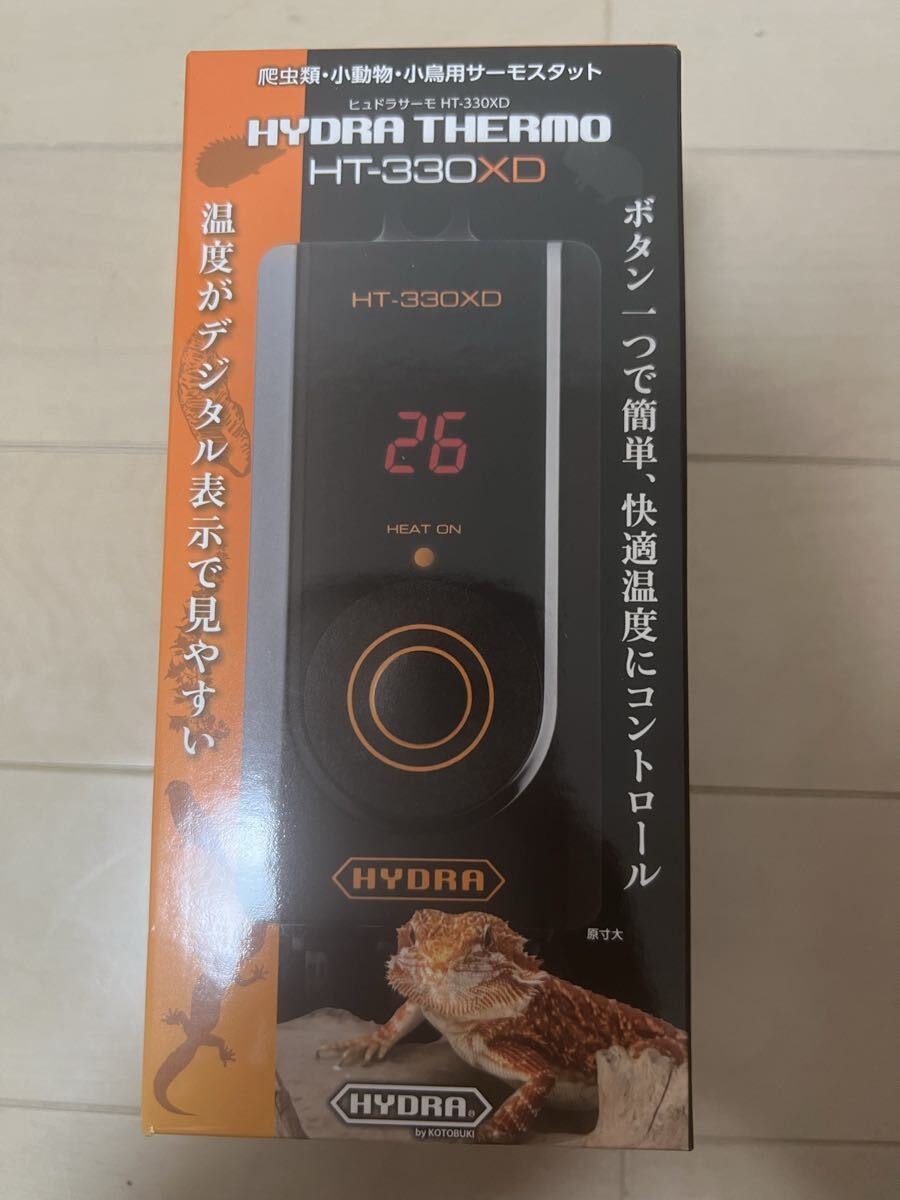 爬虫類・小動物・小鳥用サーモスタット
ヒュドラサーモ HT-330XD
HYDRA THERMO
HT-330XD
ボタン一つで簡単、快適温度にコントロール
温度がデジタル表示で見やすい
HT-330XD
26
HEAT ON
HYDRA
原寸大
HYDRA®
by KOTOBUKI